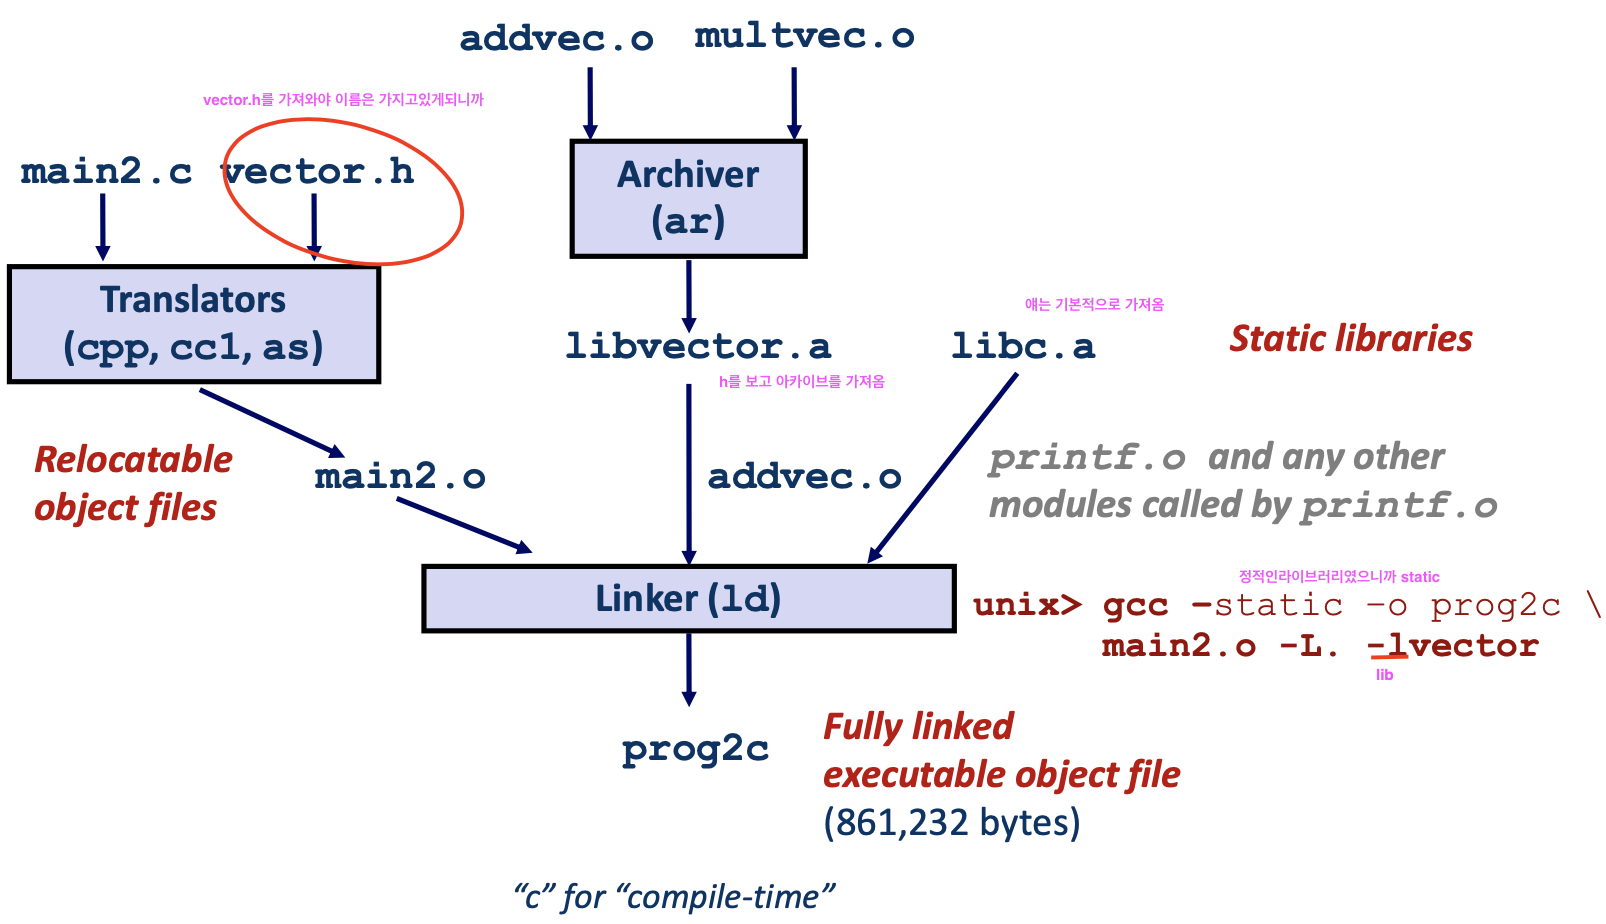 addvec.o multvec.o
vector.h를 가져와야 이름은 가지고있게되니까
main2.c vector.h
Archiver
(ar)
Translators
(cpp, cc1, as)
얘는 기본적으로 가져옴
libvector.a libc.a Static libraries
h를 보고 아카이브를 가져옴
Relocatable
object files
main2.o addvec.o
printf.o and any other
modules called by printf.o
정적인라이브러리였으니까 static
Linker (ld)
unix> gcc -static -o prog2c \
main2.o -L. -lvector
lib
prog2c
Fully linked
executable object file
(861,232 bytes)
“c” for “compile-time”